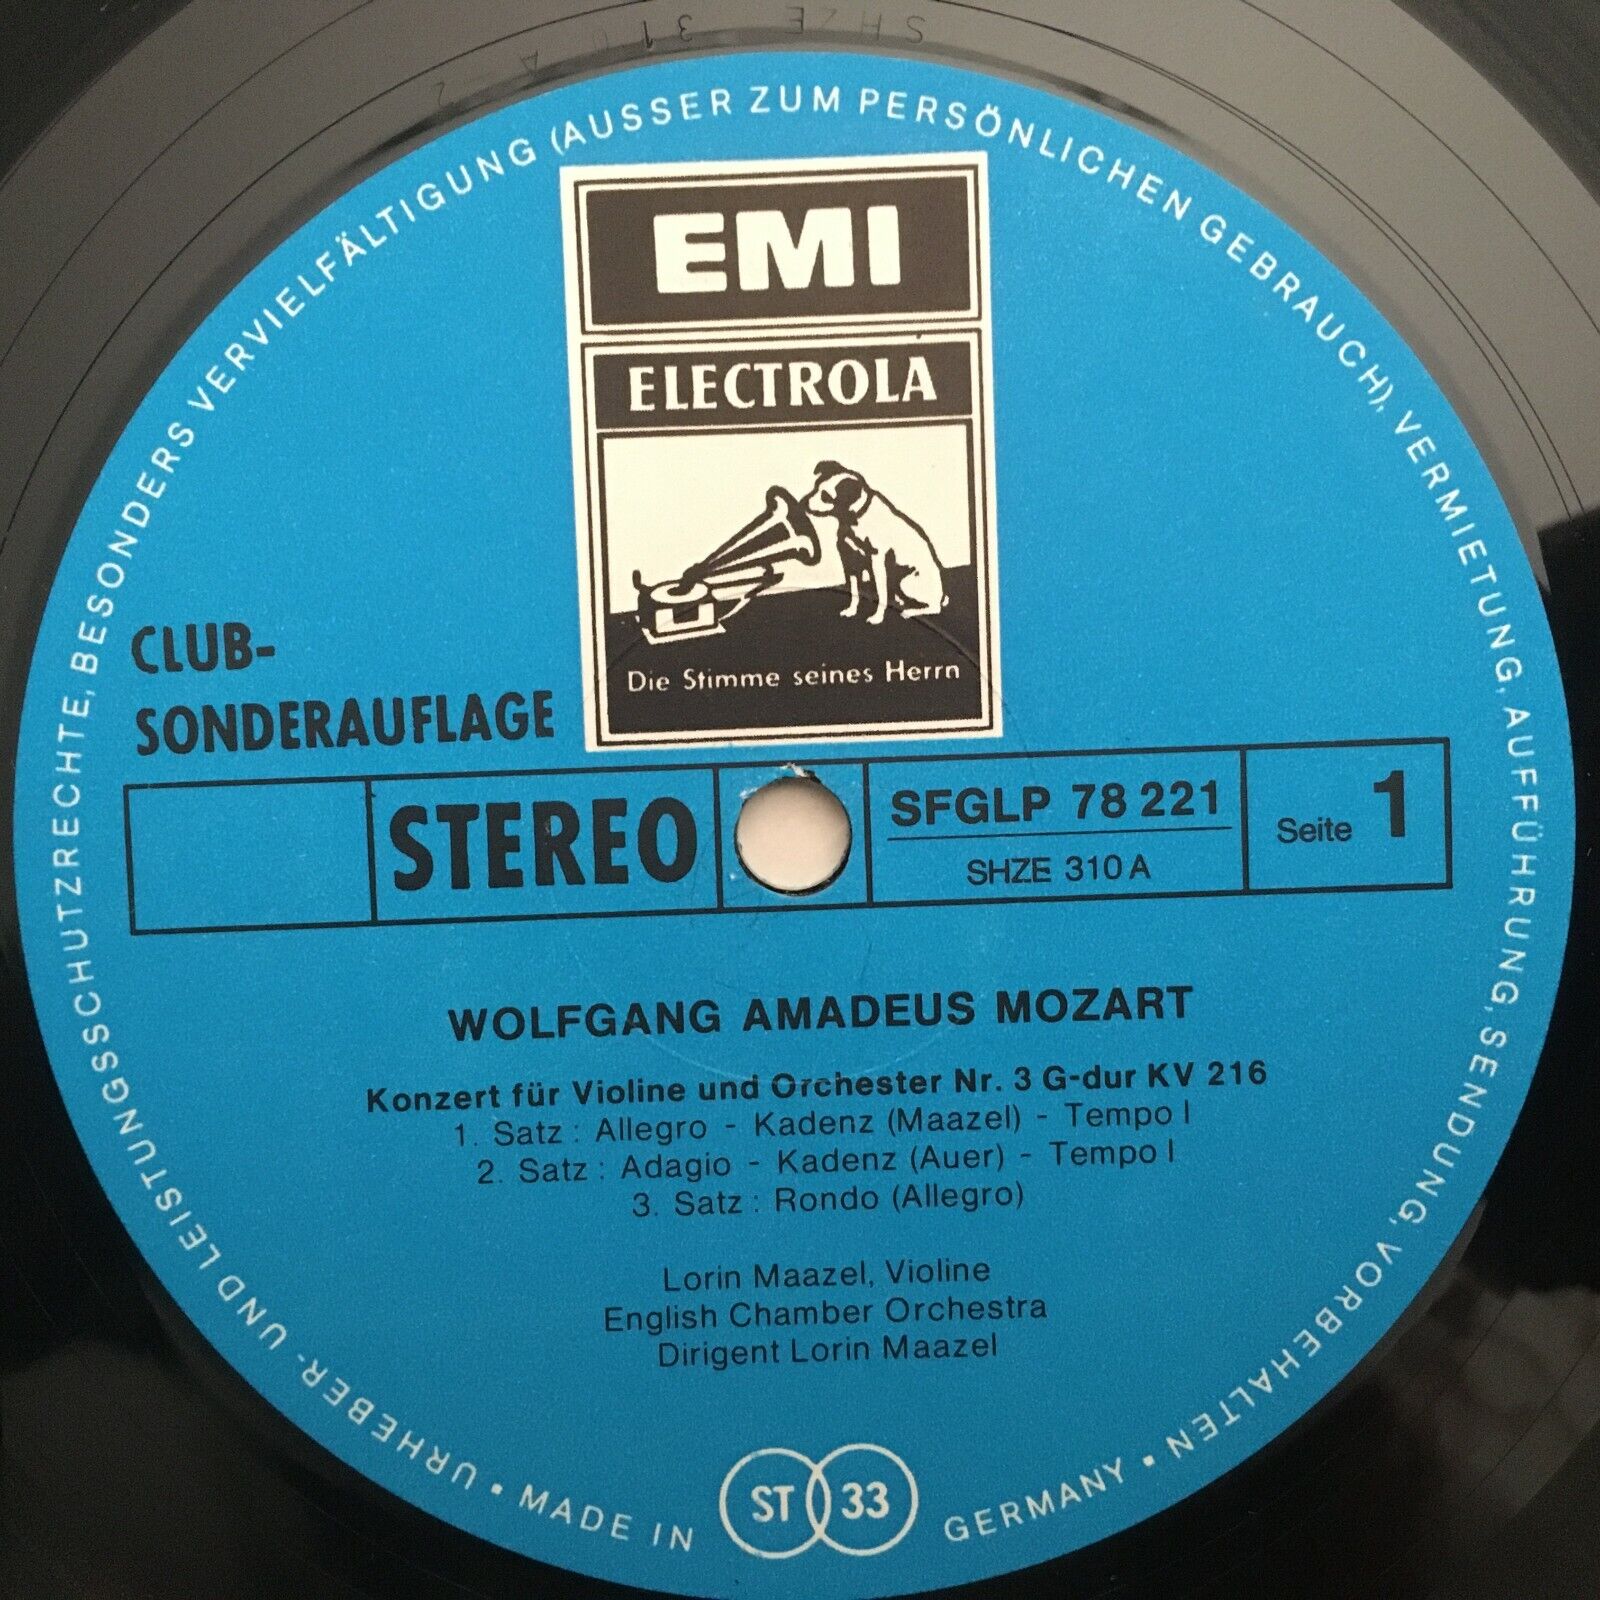 SHZE 310 A-2
URHEBER- UND LEISTUNGSSCHUTZRECHTE, BESONDERS VERVIELFÄLTIGUNG (AUSSER ZUM PERSÖNLICHEN GEBRAUCH), VERMIETUNG, AUFFÜHRUNG, SENDUNG, VORBEHALTEN •
EMI
ELECTROLA
Die Stimme seines Herrn
CLUB-
SONDERAUFLAGE
STEREO
SFGLP 78 221
SHZE 310 A
Seite 1
WOLFGANG AMADEUS MOZART
Konzert für Violine und Orchester Nr. 3 G-dur KV 216
1. Satz : Allegro - Kadenz (Maazel) - Tempo I
2. Satz : Adagio - Kadenz (Auer) - Tempo I
3. Satz : Rondo (Allegro)
Lorin Maazel, Violine
English Chamber Orchestra
Dirigent Lorin Maazel
• MADE IN GERMANY
ST 33